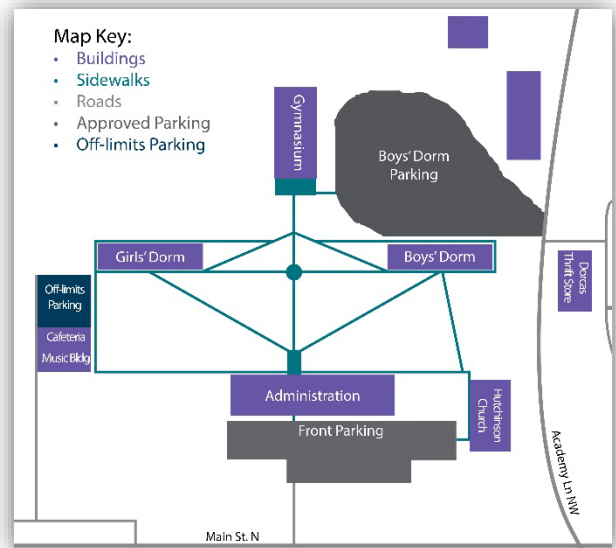 Map Key:
• Buildings
• Sidewalks
• Roads
• Approved Parking
• Off-limits Parking
Gymnasium
Boys' Dorm
Parking
Girls' Dorm
Boys' Dorm
Dorcas
Thrift Store
Off-limits
Parking
Cafeteria
Music Bldg
Administration
Hutchinson
Church
Front Parking
Academy Ln NW
Main St. N